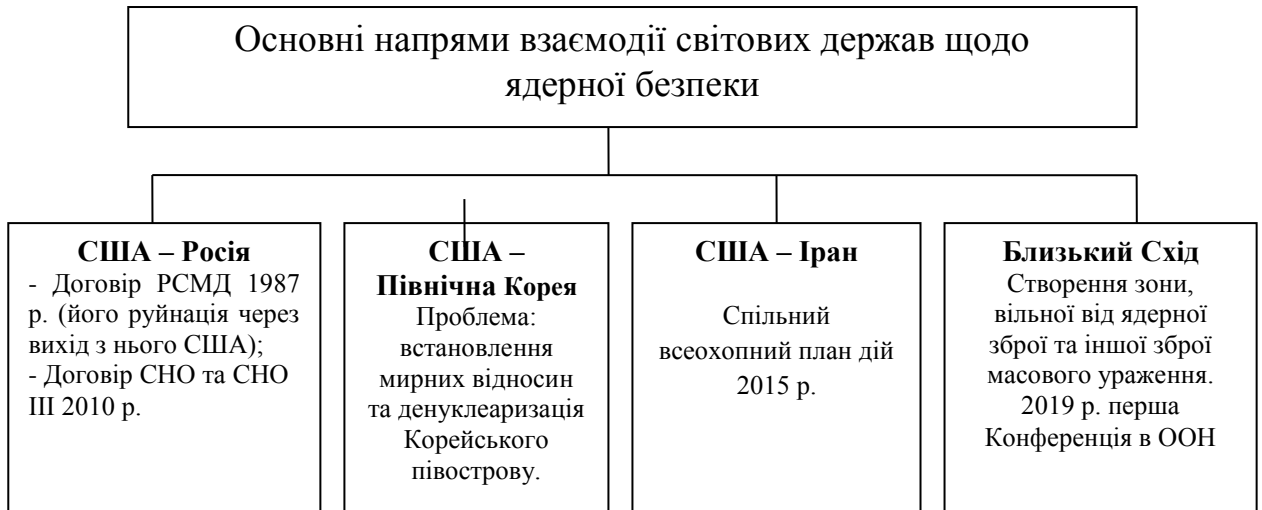 Основні напрями взаємодії світових держав щодо
ядерної безпеки
США – Росія
- Договір РСМД 1987
р. (його руйнація через
вихід з нього США);
- Договір СНО та СНО
ІІІ 2010 р.
США –
Північна Корея
Проблема:
встановлення
мирних відносин
та денуклеаризація
Корейського
півострову.
США – Іран
Спільний
всеохопний план дій
2015 р.
Близький Схід
Створення зони,
вільної від ядерної
зброї та іншої зброї
масового ураження.
2019 р. перша
Конференція в ООН